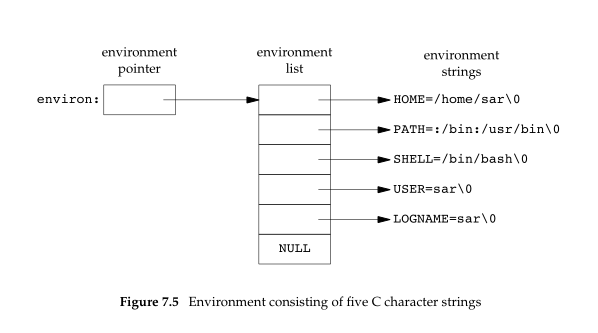 environment
pointer
environment
list
environment
strings
environ:
HOME=/home/sar\0
PATH=:/bin:/usr/bin\0
SHELL=/bin/bash\0
USER=sar\0
LOGNAME=sar\0
NULL
Figure 7.5 Environment consisting of five C character strings